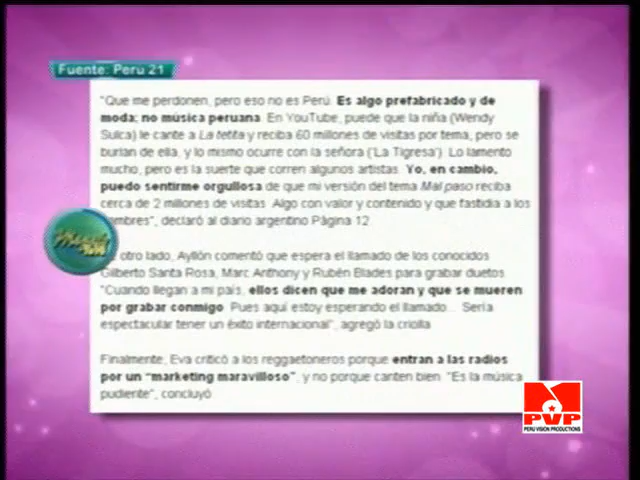 Fuente: Peru 21
"Que me perdonen, pero eso no es Perú. Es algo prefabricado y de
moda; no música peruana. En YouTube, puede que la niña (Wendy
Sulca) le cante a La tetita y reciba 60 millones de visitas por tema, pero se
burlan de ella, y lo mismo ocurre con la señora ('La Tigresa'). Lo lamento
mucho, pero es la suerte que corren algunos artistas. Yo, en cambio,
puedo sentirme orgullosa de que mi versión del tema Mal paso reciba
cerca de 2 millones de visitas. Algo con valor y contenido y que fastidia a los
hombres", declaró al diario argentino Página 12.
otro lado, Ayllón comentó que espera el llamado de los conocidos
Gilberto Santa Rosa, Marc Anthony y Rubén Blades para grabar duetos.
"Cuando llegan a mi país, ellos dicen que me adoran y que se mueren
por grabar conmigo. Pues aquí estoy esperando el llamado... Sería
espectacular tener un éxito internacional", agregó la criolla.
Finalmente, Eva criticó a los reggaetoneros porque entran a las radios
por un "marketing maravilloso", y no porque canten bien. "Es la música
pudiente", concluyó.
PVP
PERU VISION PRODUCTIONS